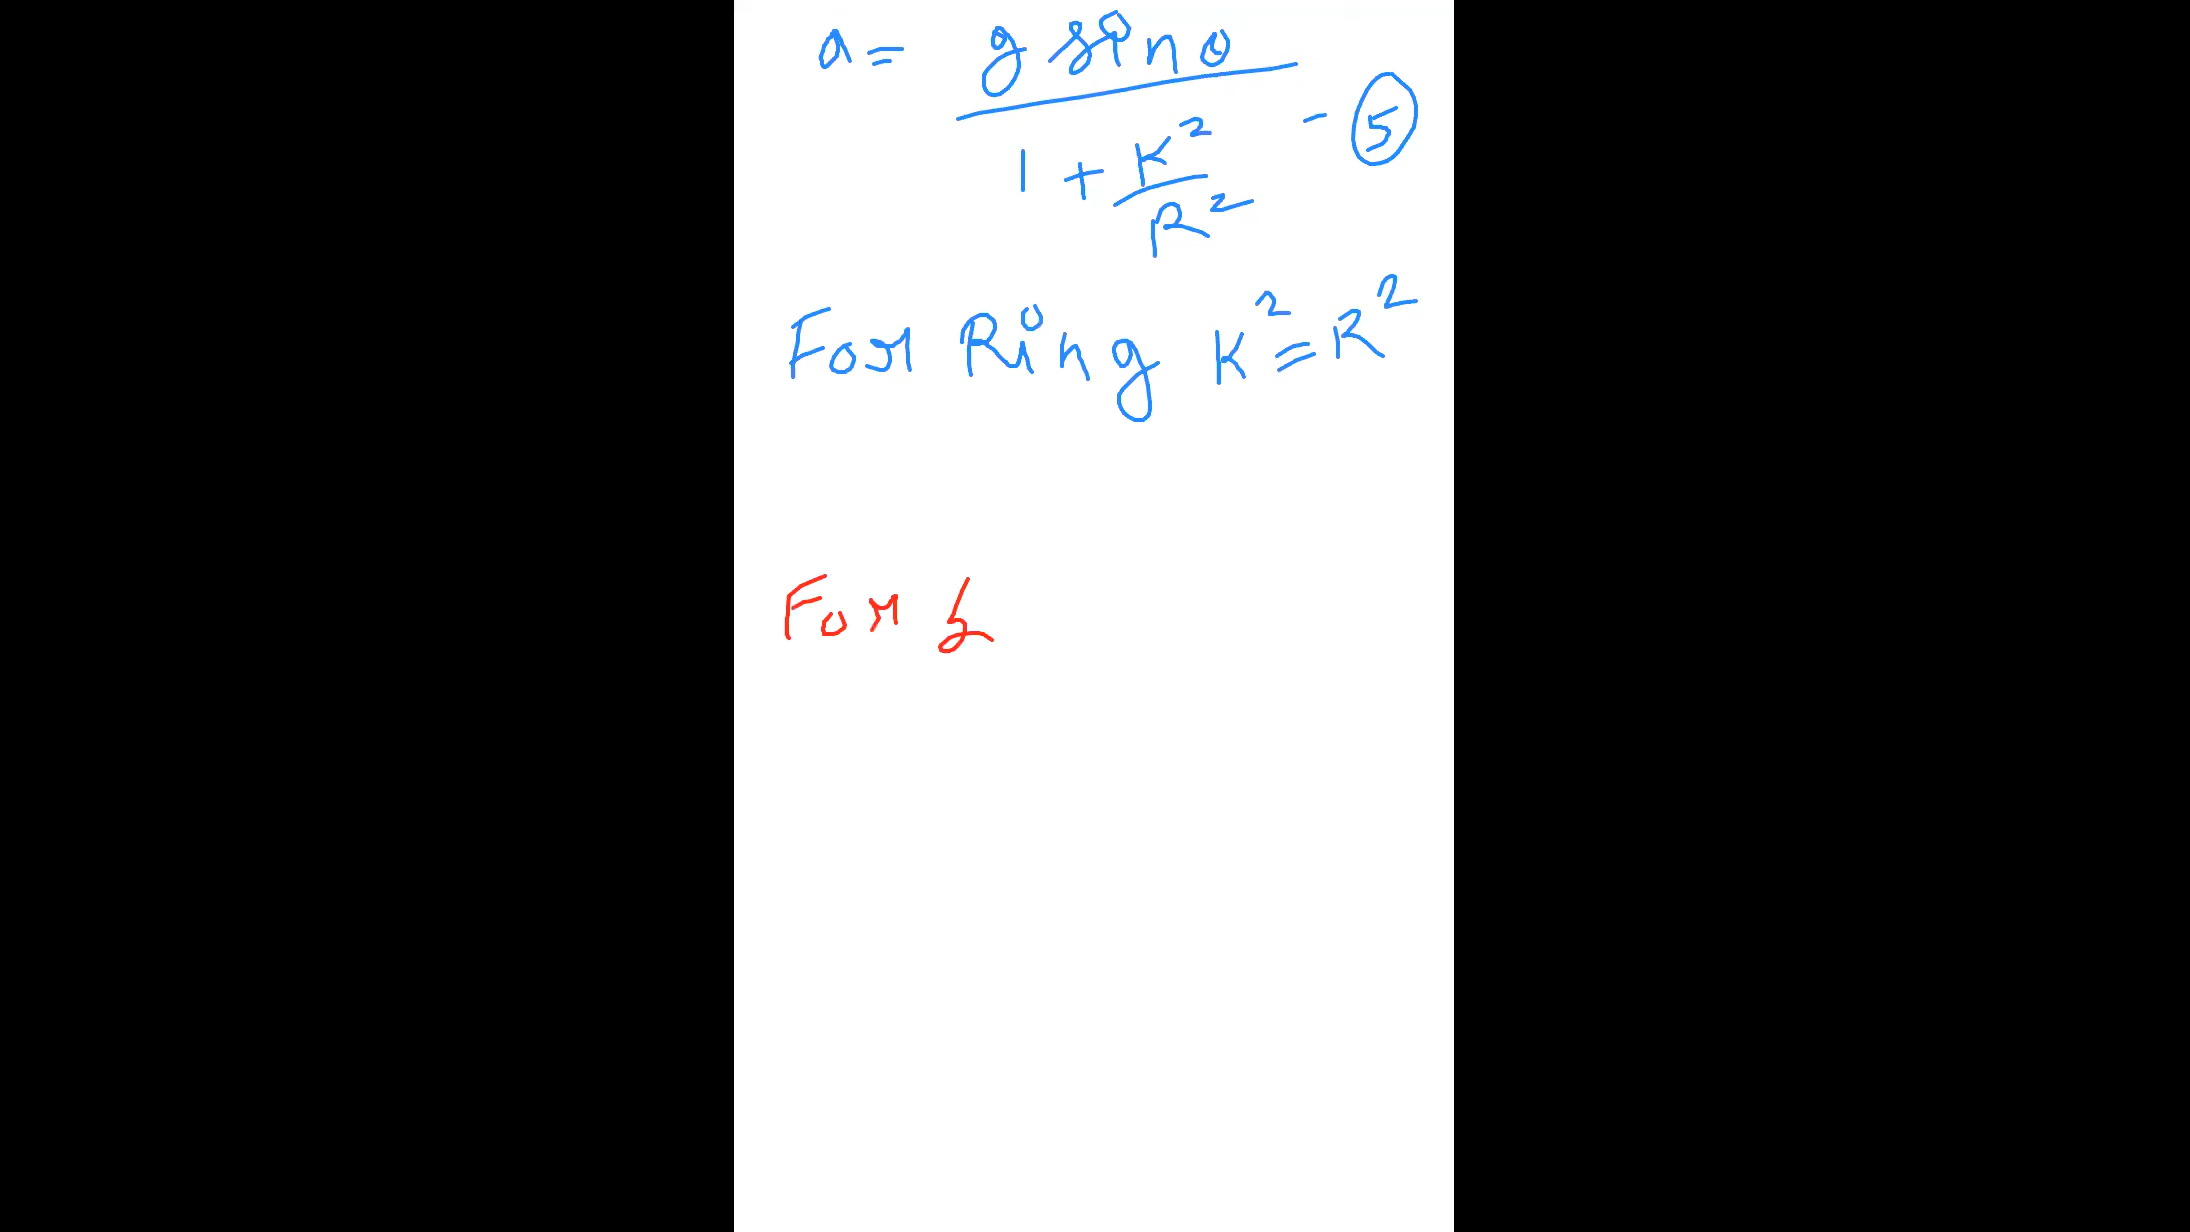 a = g sin θ / (1 + K²/R²) - ⑤
For Ring K² = R²
For